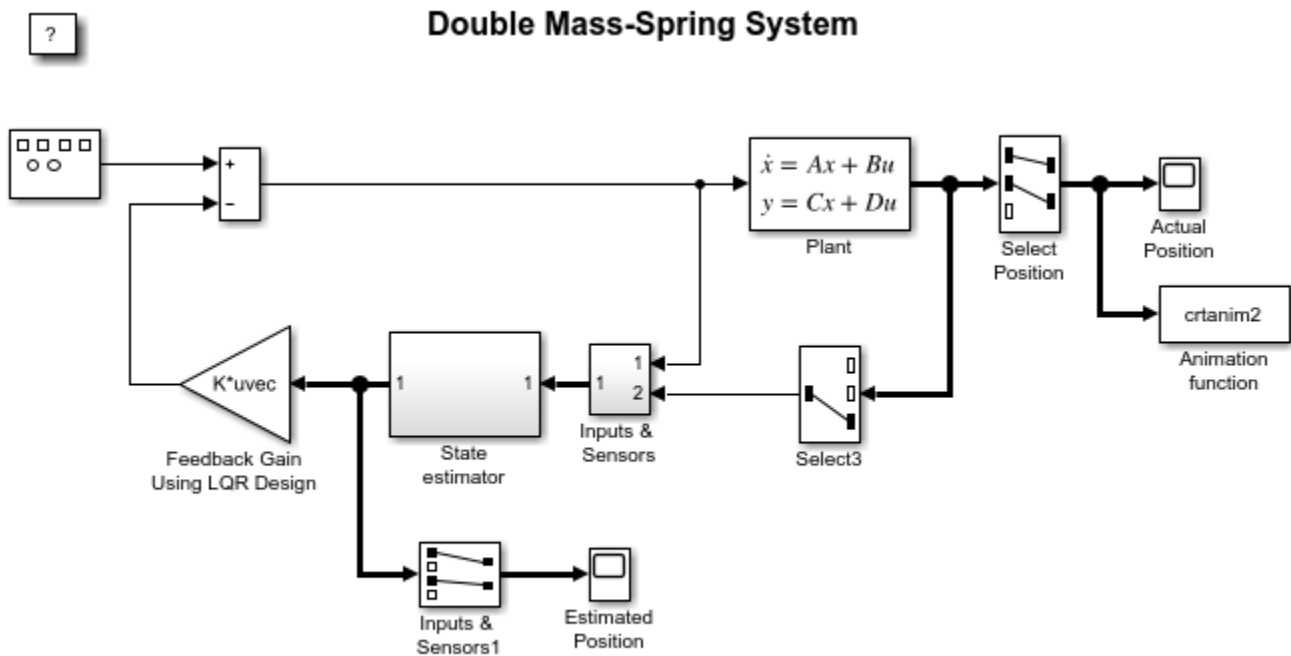 Double Mass-Spring System
?
+
−
ẋ = Ax + Bu
y = Cx + Du
Plant
Select
Position
Actual
Position
crtanim2
Animation
function
K*uvec
Feedback Gain
Using LQR Design
1
1
State
estimator
1
1
2
Inputs &
Sensors
Select3
Inputs &
Sensors1
Estimated
Position